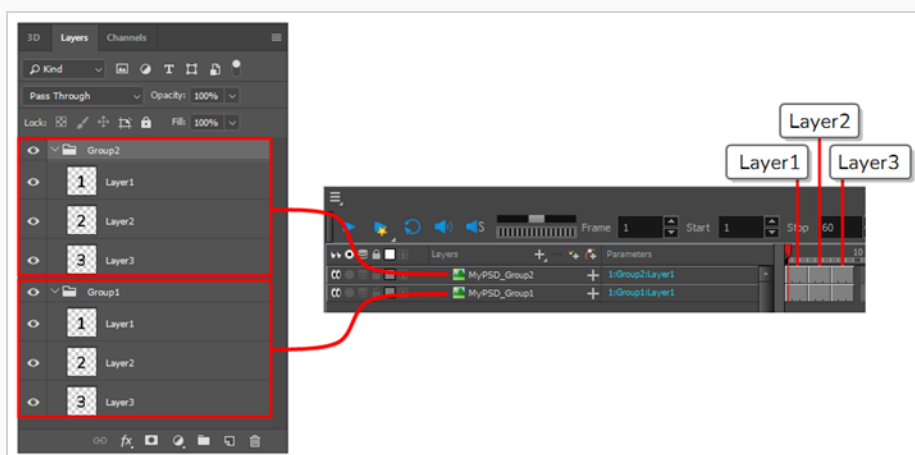 3D Layers Channels
Kind
Pass Through Opacity: 100%
Lock: Fill: 100%
Group2
1 Layer1
2 Layer2
3 Layer3
Group1
1 Layer1
2 Layer2
3 Layer3
fx
Layer2
Layer1 Layer3
S Frame 1 Start 1 Stop 60
Layers Parameters 10
MyPSD_Group2 1:Group2:Layer1
MyPSD_Group1 1:Group1:Layer1